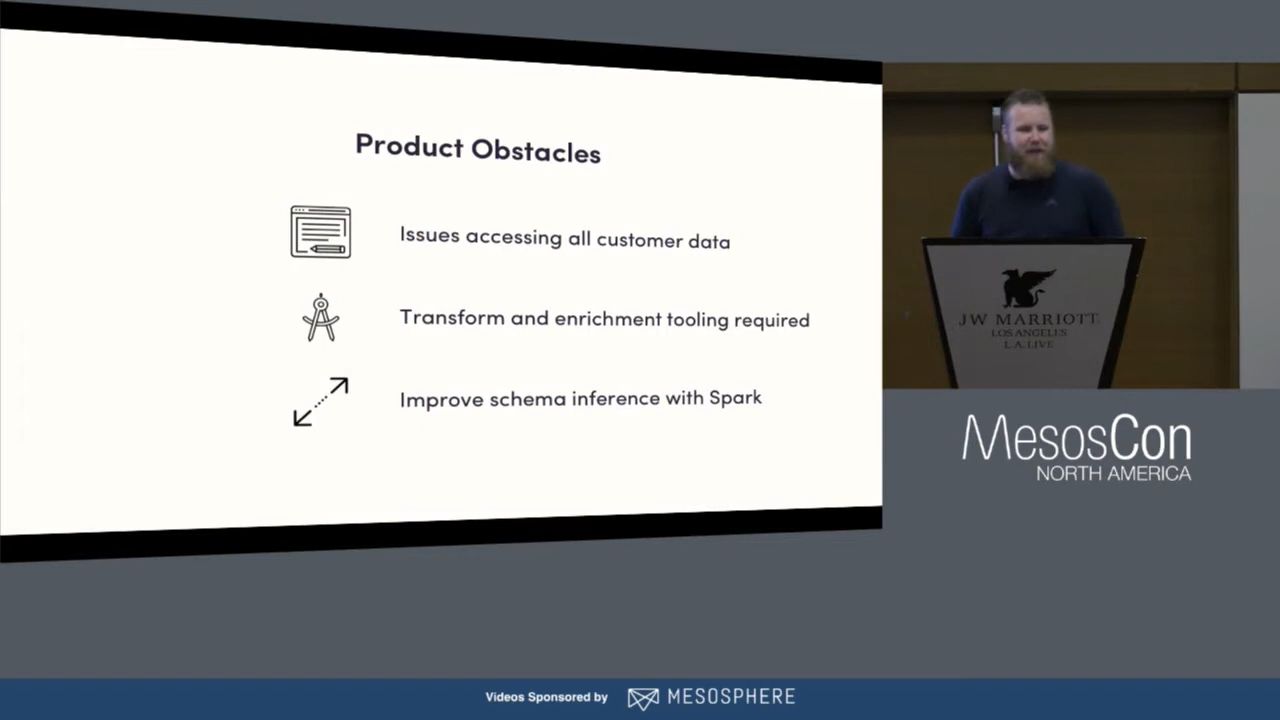 Product Obstacles
Issues accessing all customer data
Transform and enrichment tooling required
Improve schema inference with Spark
JW MARRIOTT
LOS ANGELES
L.A. LIVE
MesosCon
NORTH AMERICA
Videos Sponsored by MESOSPHERE